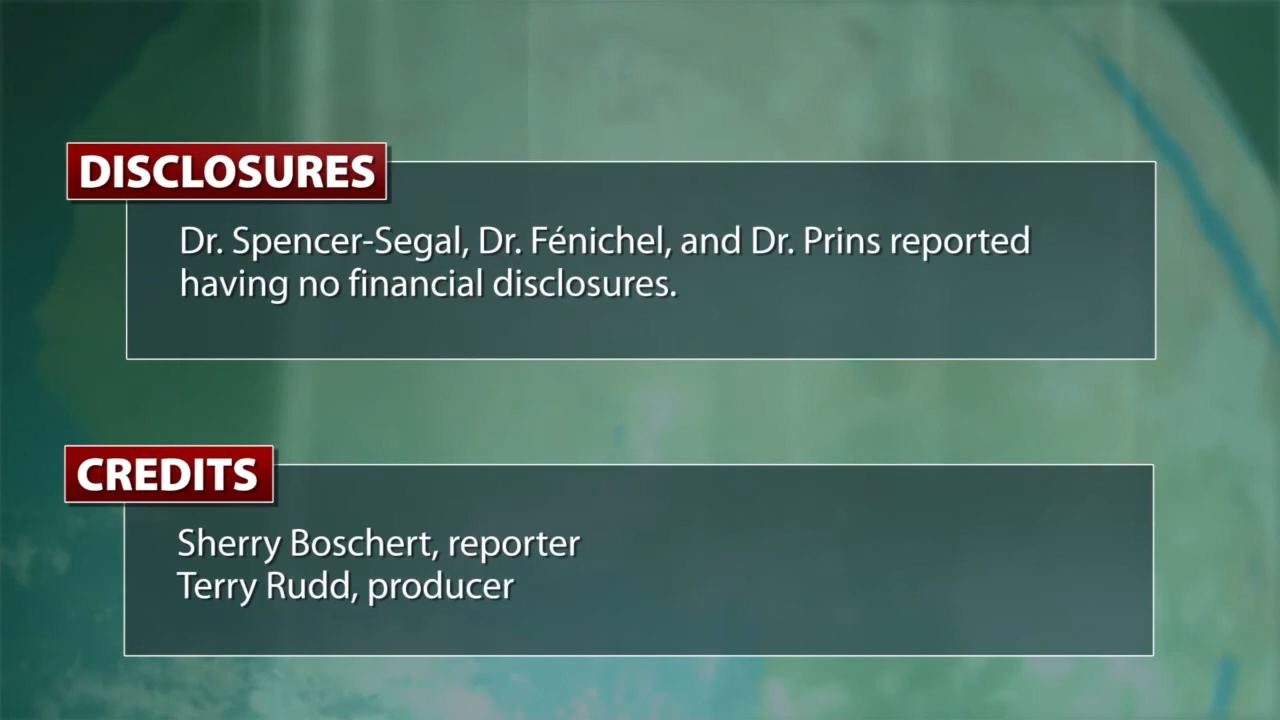 DISCLOSURES
Dr. Spencer-Segal, Dr. Fénichel, and Dr. Prins reported
having no financial disclosures.
CREDITS
Sherry Boschert, reporter
Terry Rudd, producer